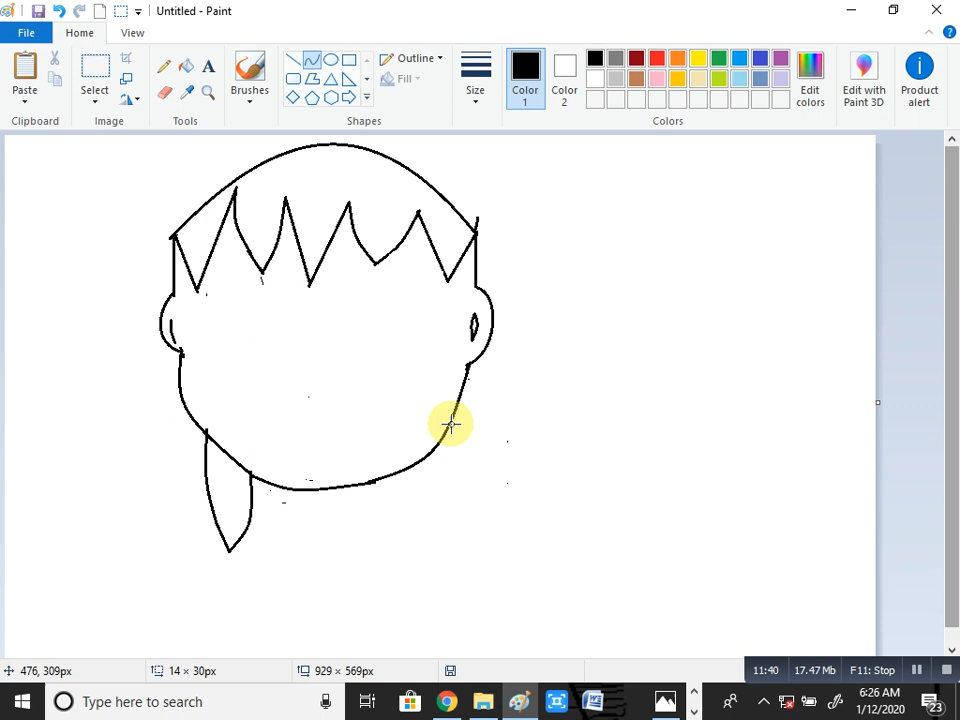 Untitled - Paint
File Home View
Outline
Fill
Paste Select Brushes Size Color 1 Color 2 Edit colors Edit with Paint 3D Product alert
Clipboard Image Tools Shapes Colors
476, 309px 14 × 30px 929 × 569px
11:40 17.47 Mb F11: Stop
Type here to search
6:26 AM
1/12/2020
23